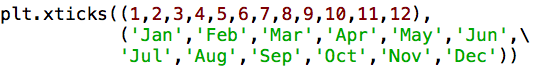 plt.xticks((1,2,3,4,5,6,7,8,9,10,11,12),
('Jan','Feb','Mar','Apr','May','Jun',\
'Jul','Aug','Sep','Oct','Nov','Dec'))